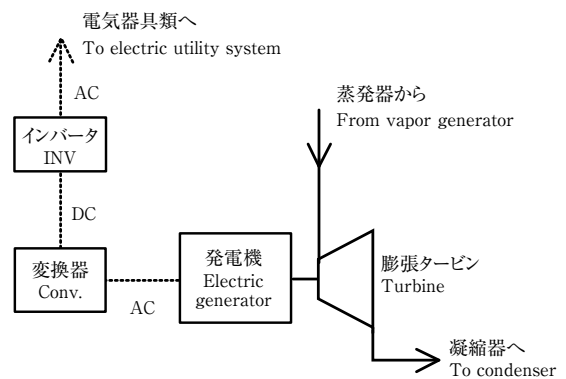 電気器具類へ
To electric utility system
AC
インバータ
INV
蒸発器から
From vapor generator
DC
変換器
Conv.
AC
発電機
Electric
generator
膨張タービン
Turbine
凝縮器へ
To condenser